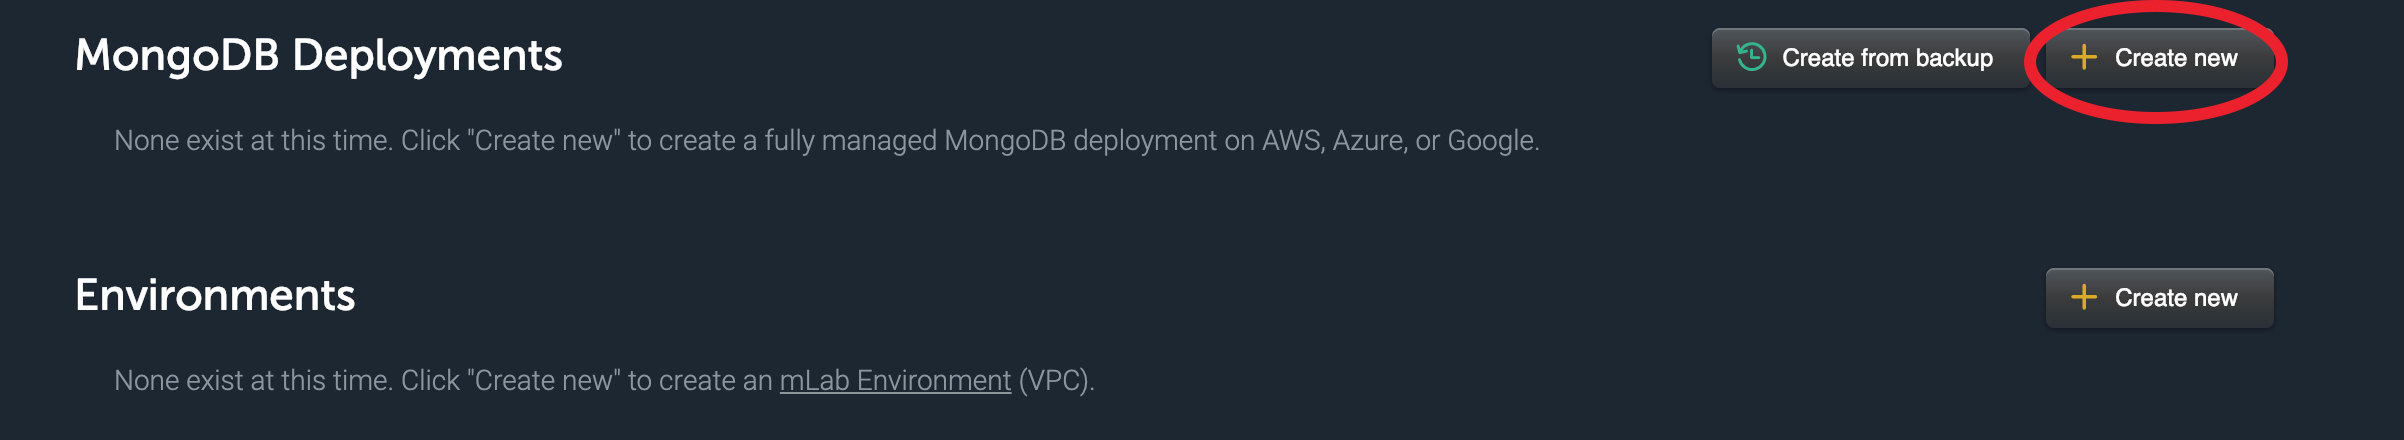 MongoDB Deployments
Create from backup
Create new
None exist at this time. Click "Create new" to create a fully managed MongoDB deployment on AWS, Azure, or Google.
Environments
Create new
None exist at this time. Click "Create new" to create an mLab Environment (VPC).